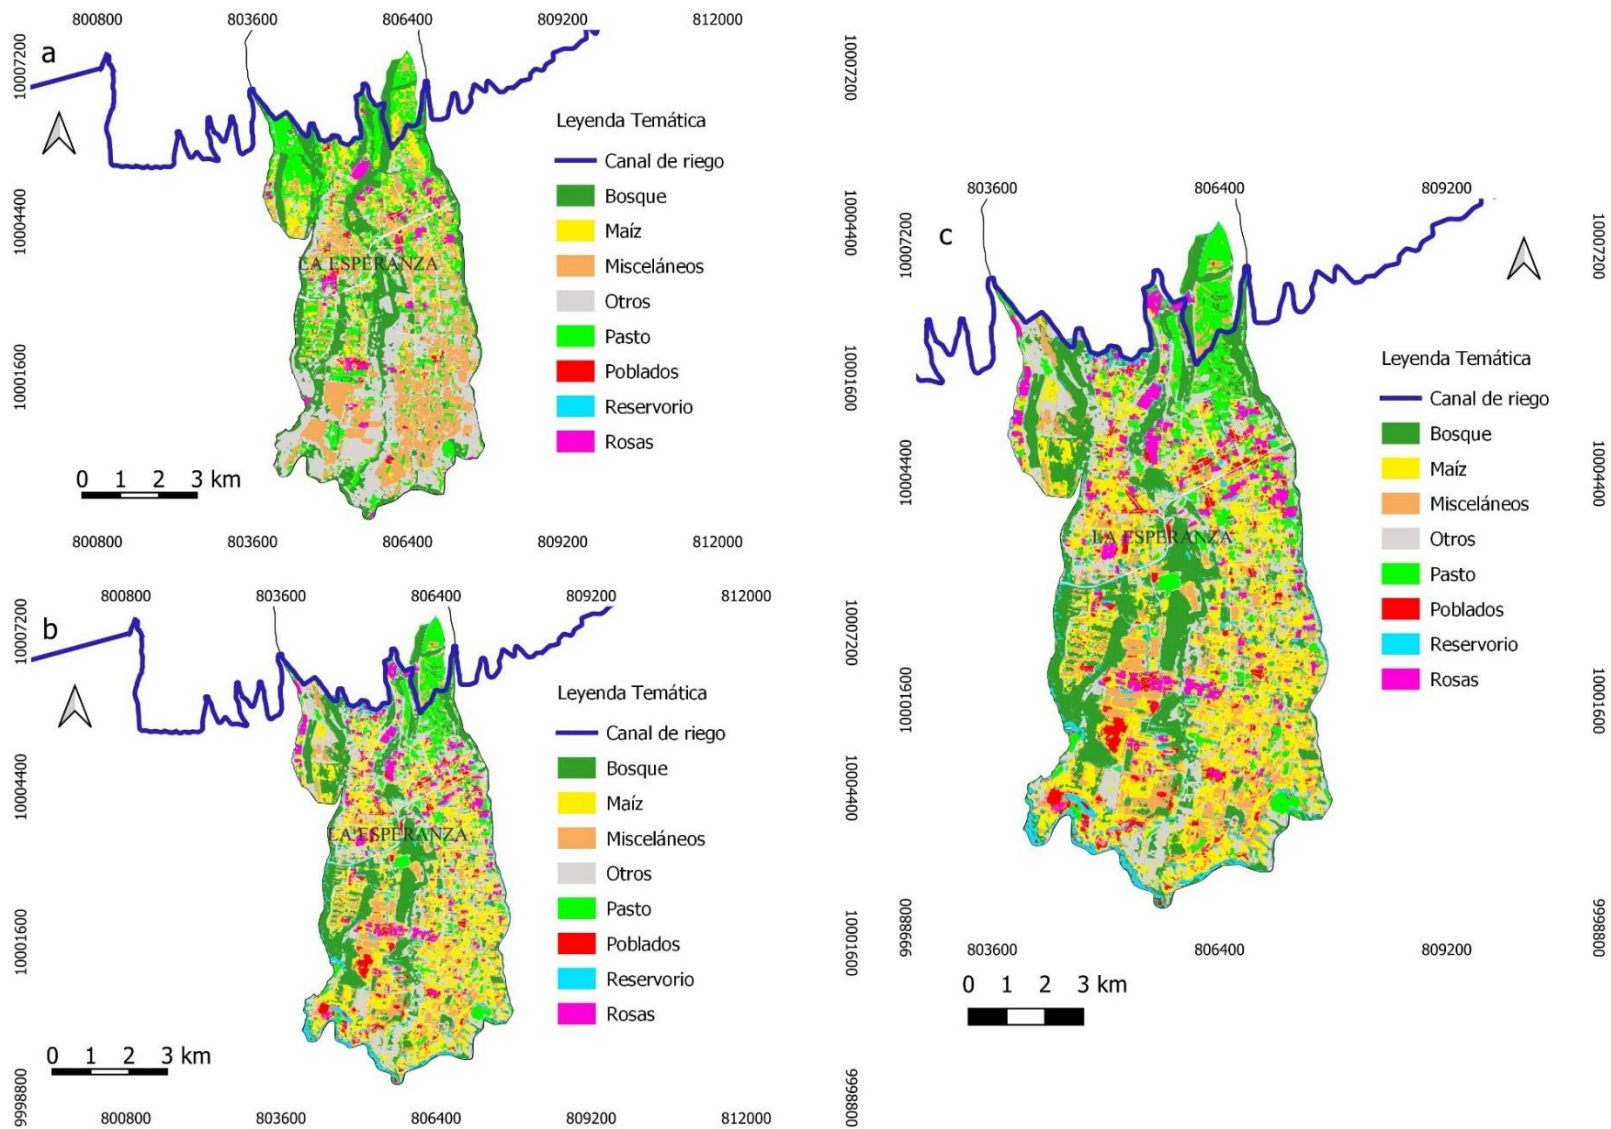 800800 803600 806400 809200 812000
a
10007200
10004400
10001600
10007200
10004400
10001600
Leyenda Temática
Canal de riego
Bosque
Maíz
Misceláneos
Otros
Pasto
Poblados
Reservorio
Rosas
LA ESPERANZA
0 1 2 3 km
800800 803600 806400 809200 812000
800800 803600 806400 809200 812000
b
10007200
10004400
10001600
9998800
10007200
10004400
10001600
9998800
Leyenda Temática
Canal de riego
Bosque
Maíz
Misceláneos
Otros
Pasto
Poblados
Reservorio
Rosas
LA ESPERANZA
0 1 2 3 km
800800 803600 806400 809200 812000
803600 806400 809200
c
10007200
10004400
10001600
9998800
10007200
10004400
10001600
9998800
Leyenda Temática
Canal de riego
Bosque
Maíz
Misceláneos
Otros
Pasto
Poblados
Reservorio
Rosas
LA ESPERANZA
803600 806400 809200
0 1 2 3 km